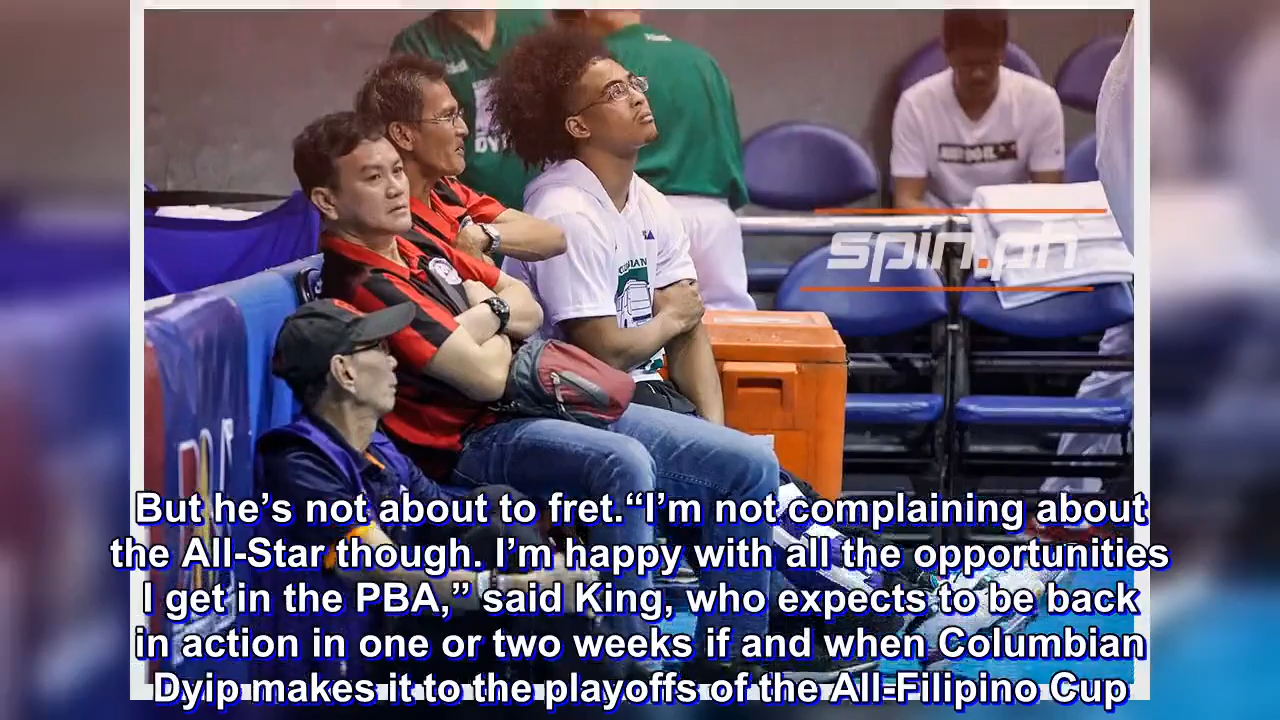 spin.ph
But he’s not about to fret.“I’m not complaining about
the All-Star though. I’m happy with all the opportunities
I get in the PBA,” said King, who expects to be back
in action in one or two weeks if and when Columbian
Dyip makes it to the playoffs of the All-Filipino Cup